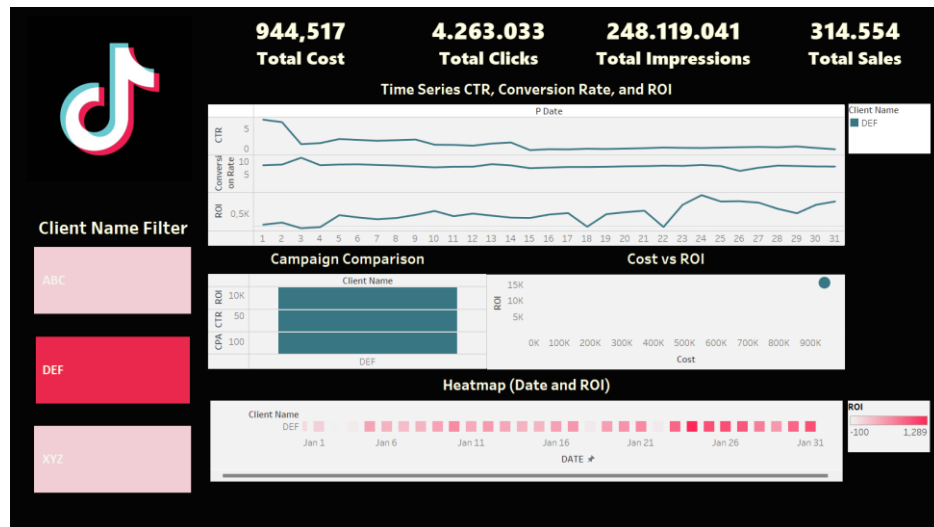 944,517
Total Cost
4.263.033
Total Clicks
248.119.041
Total Impressions
314.554
Total Sales
Time Series CTR, Conversion Rate, and ROI
P Date
CTR
5
0
Conversi
on Rate
10
5
ROI
0,5K
1 2 3 4 5 6 7 8 9 10 11 12 13 14 15 16 17 18 19 20 21 22 23 24 25 26 27 28 29 30 31
Client Name
DEF
Client Name Filter
ABC
DEF
XYZ
Campaign Comparison
Client Name
ROI
10K
CTR
50
CPA
100
DEF
Cost vs ROI
ROI
15K
10K
5K
0K 100K 200K 300K 400K 500K 600K 700K 800K 900K
Cost
Heatmap (Date and ROI)
Client Name
DEF
Jan 1 Jan 6 Jan 11 Jan 16 Jan 21 Jan 26 Jan 31
DATE
ROI
-100 1,289